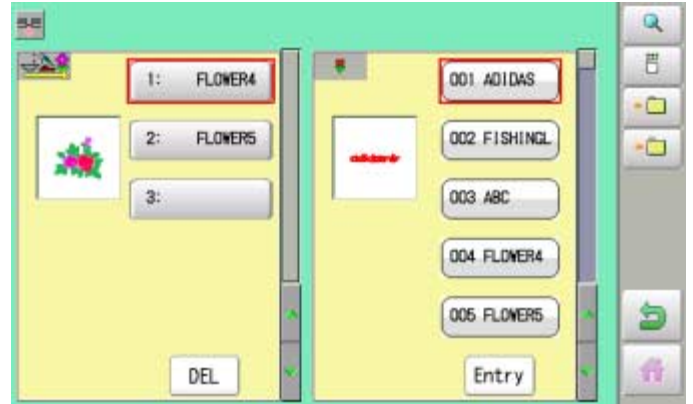 1: FLOWER4
2: FLOWER5
3:
DEL
001 ADIDAS
002 FISHINGL
003 ABC
004 FLOWER4
005 FLOWER5
Entry